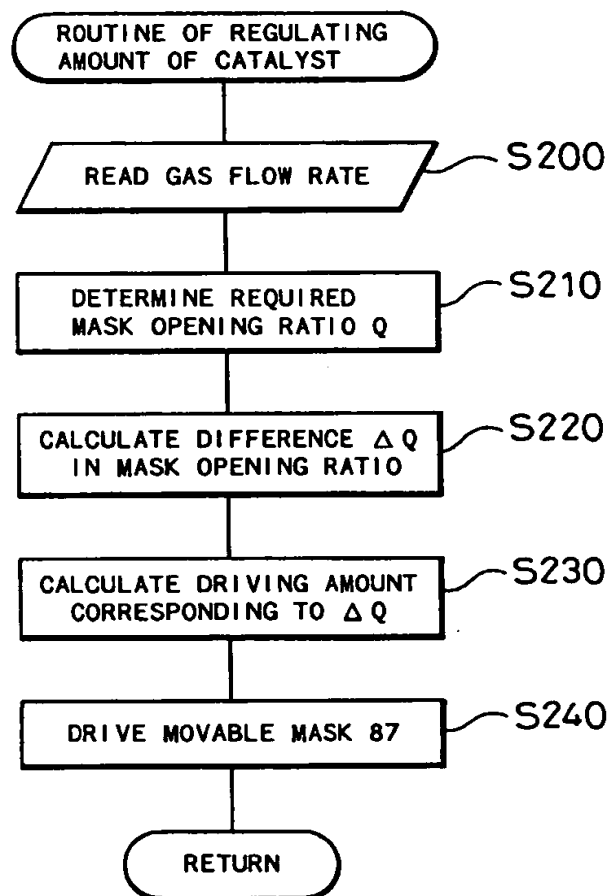 ROUTINE OF REGULATING
AMOUNT OF CATALYST
READ GAS FLOW RATE
S200
DETERMINE REQUIRED
MASK OPENING RATIO Q
S210
CALCULATE DIFFERENCE ΔQ
IN MASK OPENING RATIO
S220
CALCULATE DRIVING AMOUNT
CORRESPONDING TO ΔQ
S230
DRIVE MOVABLE MASK 87
S240
RETURN